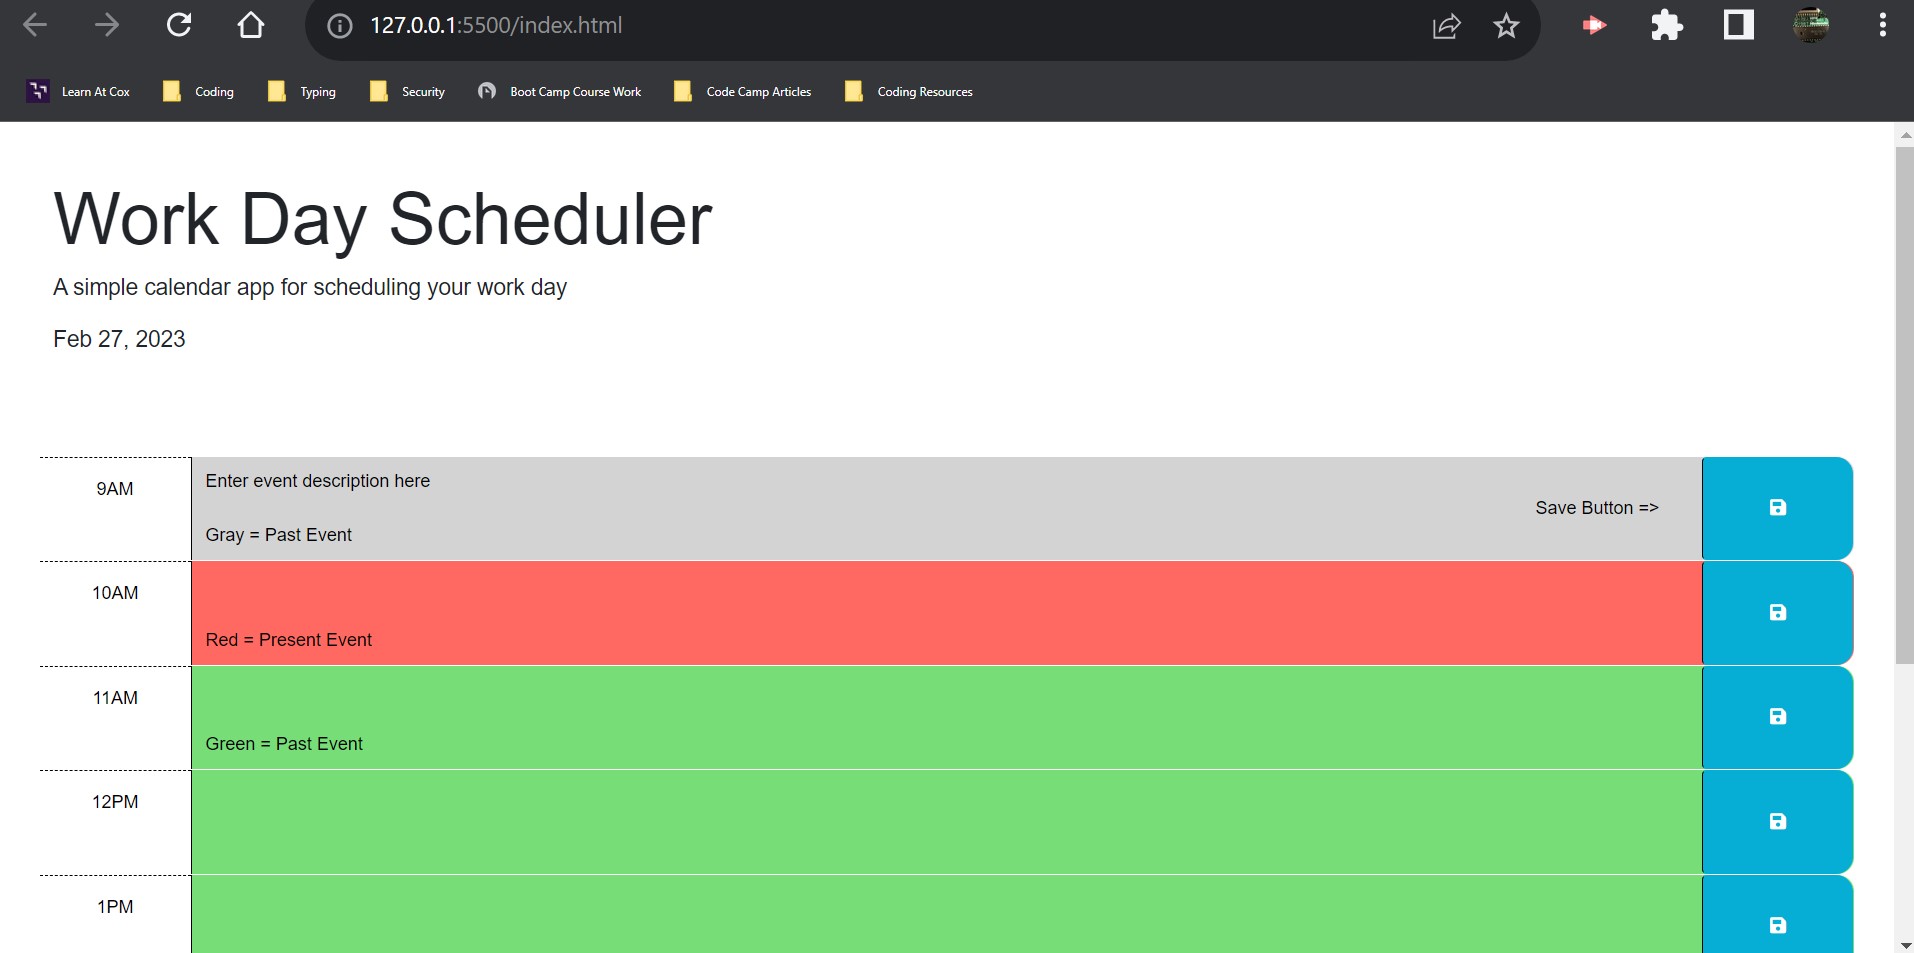 127.0.0.1:5500/index.html
Learn At Cox Coding Typing Security Boot Camp Course Work Code Camp Articles Coding Resources
Work Day Scheduler
A simple calendar app for scheduling your work day
Feb 27, 2023
9AM
Enter event description here
Save Button =>
Gray = Past Event
10AM
Red = Present Event
11AM
Green = Past Event
12PM
1PM